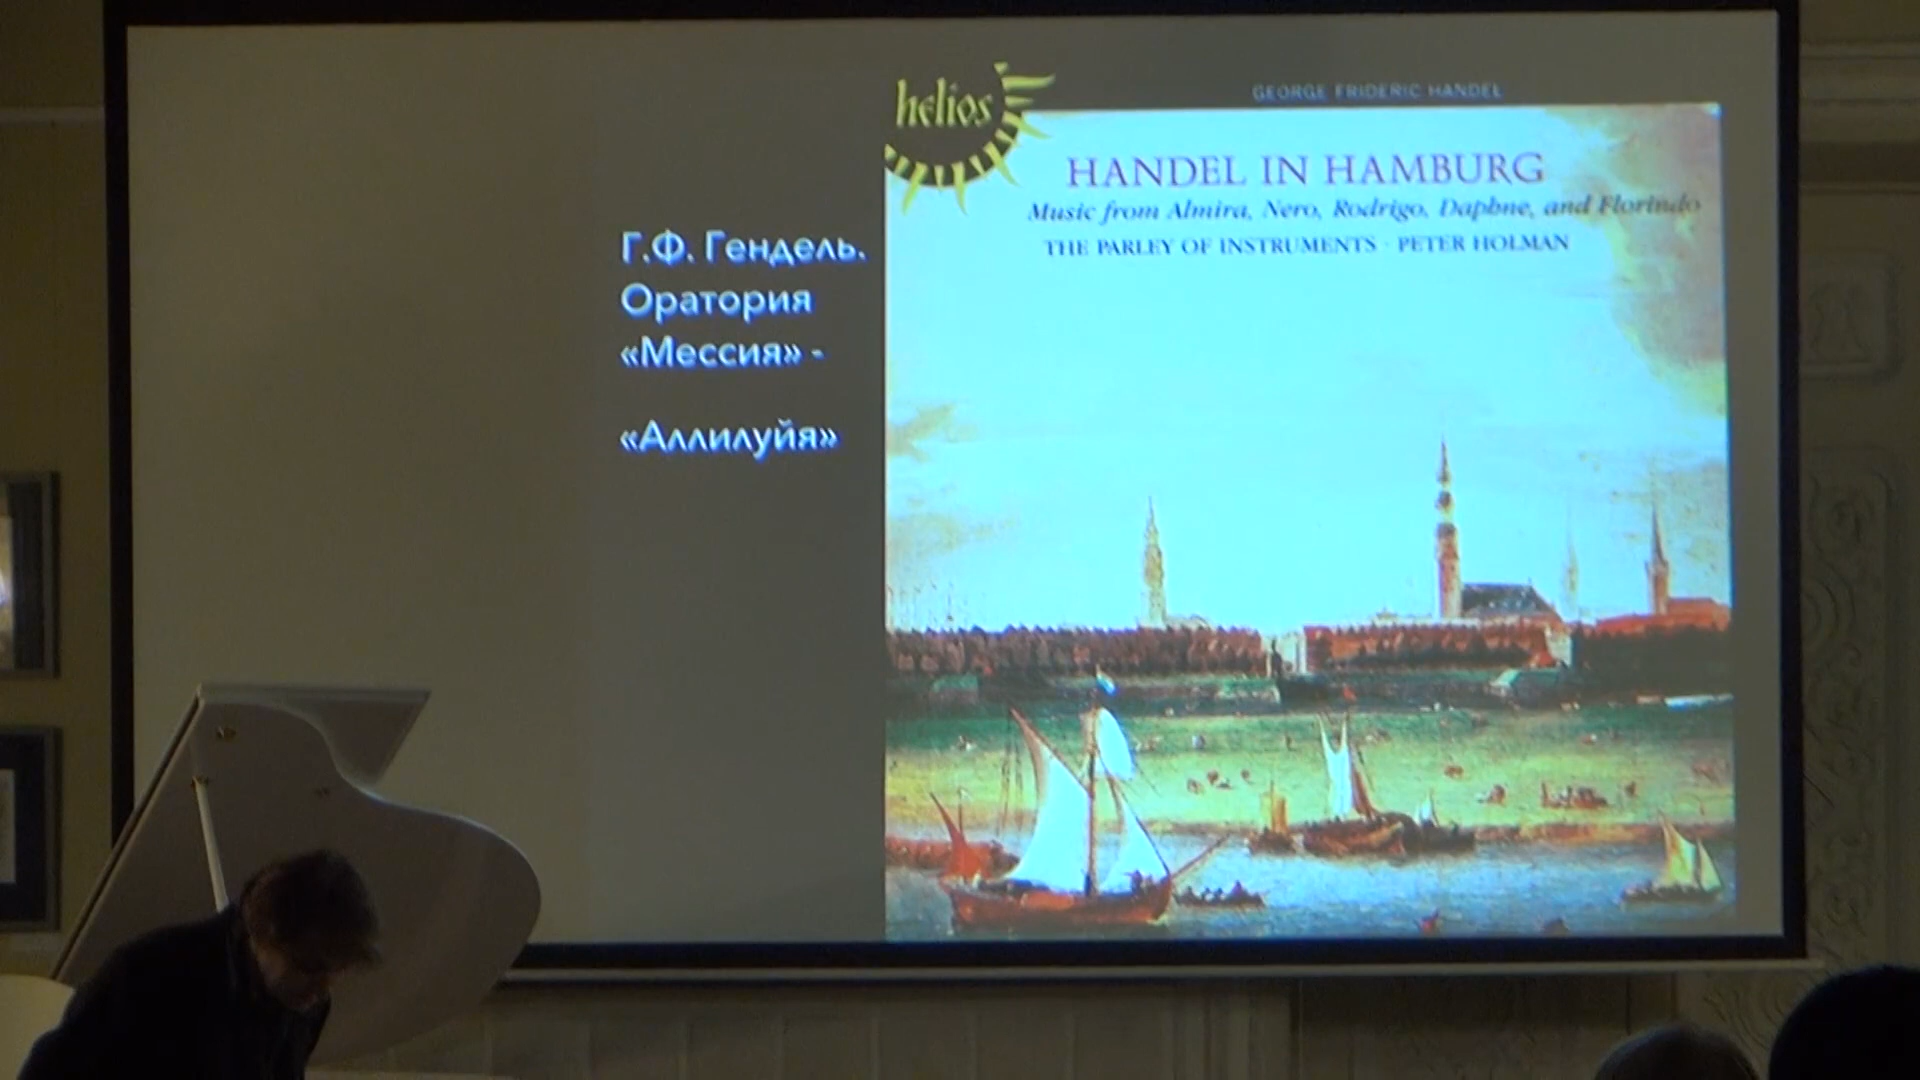 Г.Ф. Гендель.
Оратория
«Мессия» -
«Аллилуйя»
helios
GEORGE FRIDERIC HANDEL
HANDEL IN HAMBURG
Music from Almira, Nero, Rodrigo, Daphne, and Florindo
THE PARLEY OF INSTRUMENTS · PETER HOLMAN